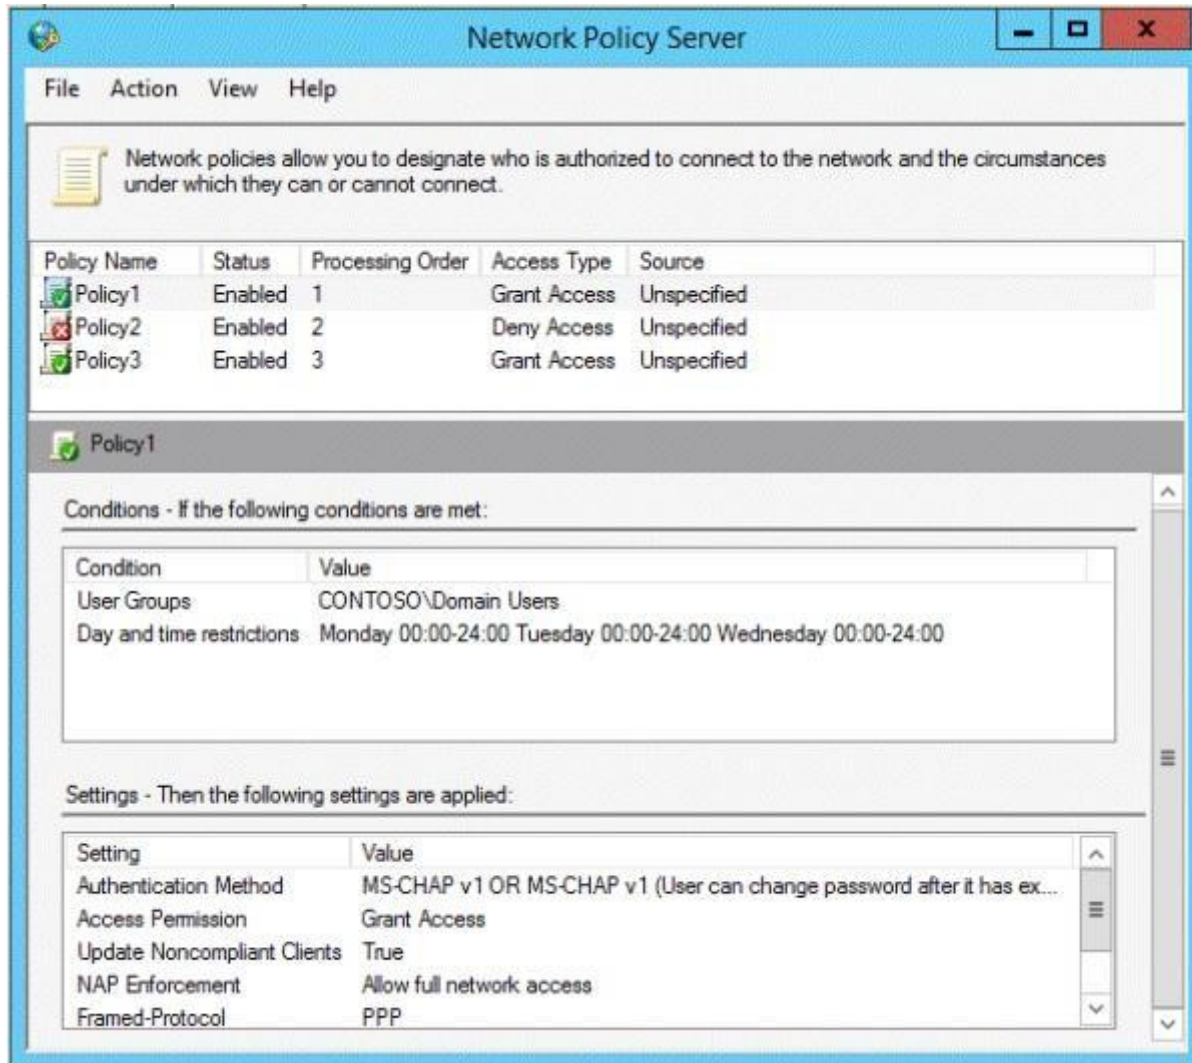 Network Policy Server
File Action View Help
Network policies allow you to designate who is authorized to connect to the network and the circumstances
under which they can or cannot connect.
Policy Name Status Processing Order Access Type Source
Policy1 Enabled 1 Grant Access Unspecified
Policy2 Enabled 2 Deny Access Unspecified
Policy3 Enabled 3 Grant Access Unspecified
Policy1
Conditions - If the following conditions are met:
Condition Value
User Groups CONTOSO\Domain Users
Day and time restrictions Monday 00:00-24:00 Tuesday 00:00-24:00 Wednesday 00:00-24:00
Settings - Then the following settings are applied:
Setting Value
Authentication Method MS-CHAP v1 OR MS-CHAP v1 (User can change password after it has ex...
Access Permission Grant Access
Update Noncompliant Clients True
NAP Enforcement Allow full network access
Framed-Protocol PPP